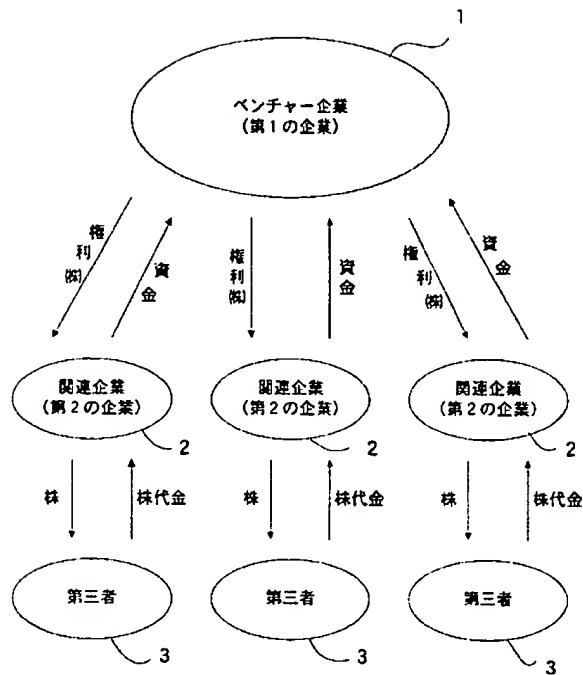 1
ベンチャー企業
(第1の企業)
権利㈱
資金
権利㈱
資金
権利㈱
資金
関連企業
(第2の企業)
2
関連企業
(第2の企業)
2
関連企業
(第2の企業)
2
株
株代金
株
株代金
株
株代金
第三者
3
第三者
3
第三者
3